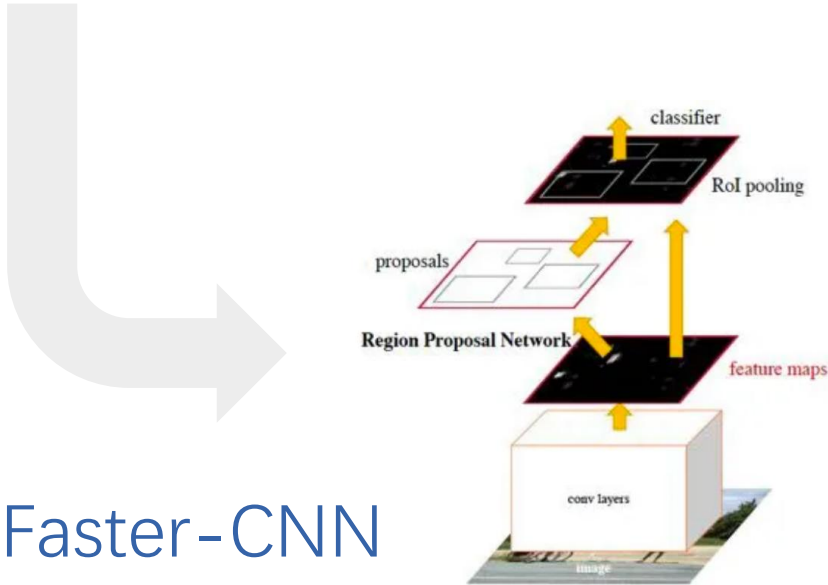 classifier
RoI pooling
proposals
Region Proposal Network
feature maps
conv layers
Faster-CNN
image